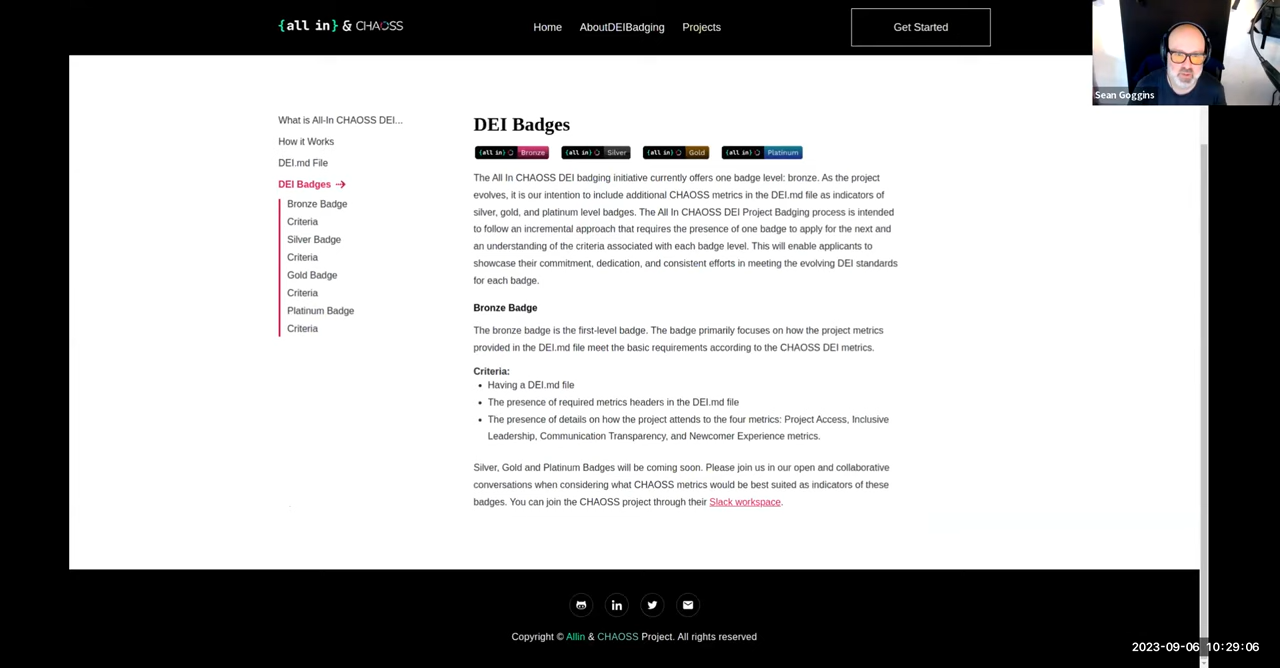 {all in} & CHAOSS
Home AboutDEIBadging Projects
Get Started
Sean Goggins
What is All-In CHAOSS DEI...
How it Works
DEI.md File
DEI Badges →
Bronze Badge
Criteria
Silver Badge
Criteria
Gold Badge
Criteria
Platinum Badge
Criteria
DEI Badges
{all in} Bronze {all in} Silver {all in} Gold {all in} Platinum
The All In CHAOSS DEI badging initiative currently offers one badge level: bronze. As the project
evolves, it is our intention to include additional CHAOSS metrics in the DEI.md file as indicators of
silver, gold, and platinum level badges. The All In CHAOSS DEI Project Badging process is intended
to follow an incremental approach that requires the presence of one badge to apply for the next and
an understanding of the criteria associated with each badge level. This will enable applicants to
showcase their commitment, dedication, and consistent efforts in meeting the evolving DEI standards
for each badge.
Bronze Badge
The bronze badge is the first-level badge. The badge primarily focuses on how the project metrics
provided in the DEI.md file meet the basic requirements according to the CHAOSS DEI metrics.
Criteria:
• Having a DEI.md file
• The presence of required metrics headers in the DEI.md file
• The presence of details on how the project attends to the four metrics: Project Access, Inclusive
Leadership, Communication Transparency, and Newcomer Experience metrics.
Silver, Gold and Platinum Badges will be coming soon. Please join us in our open and collaborative
conversations when considering what CHAOSS metrics would be best suited as indicators of these
badges. You can join the CHAOSS project through their Slack workspace.
in
Copyright © Allin & CHAOSS Project. All rights reserved
2023-09-06 10:29:06